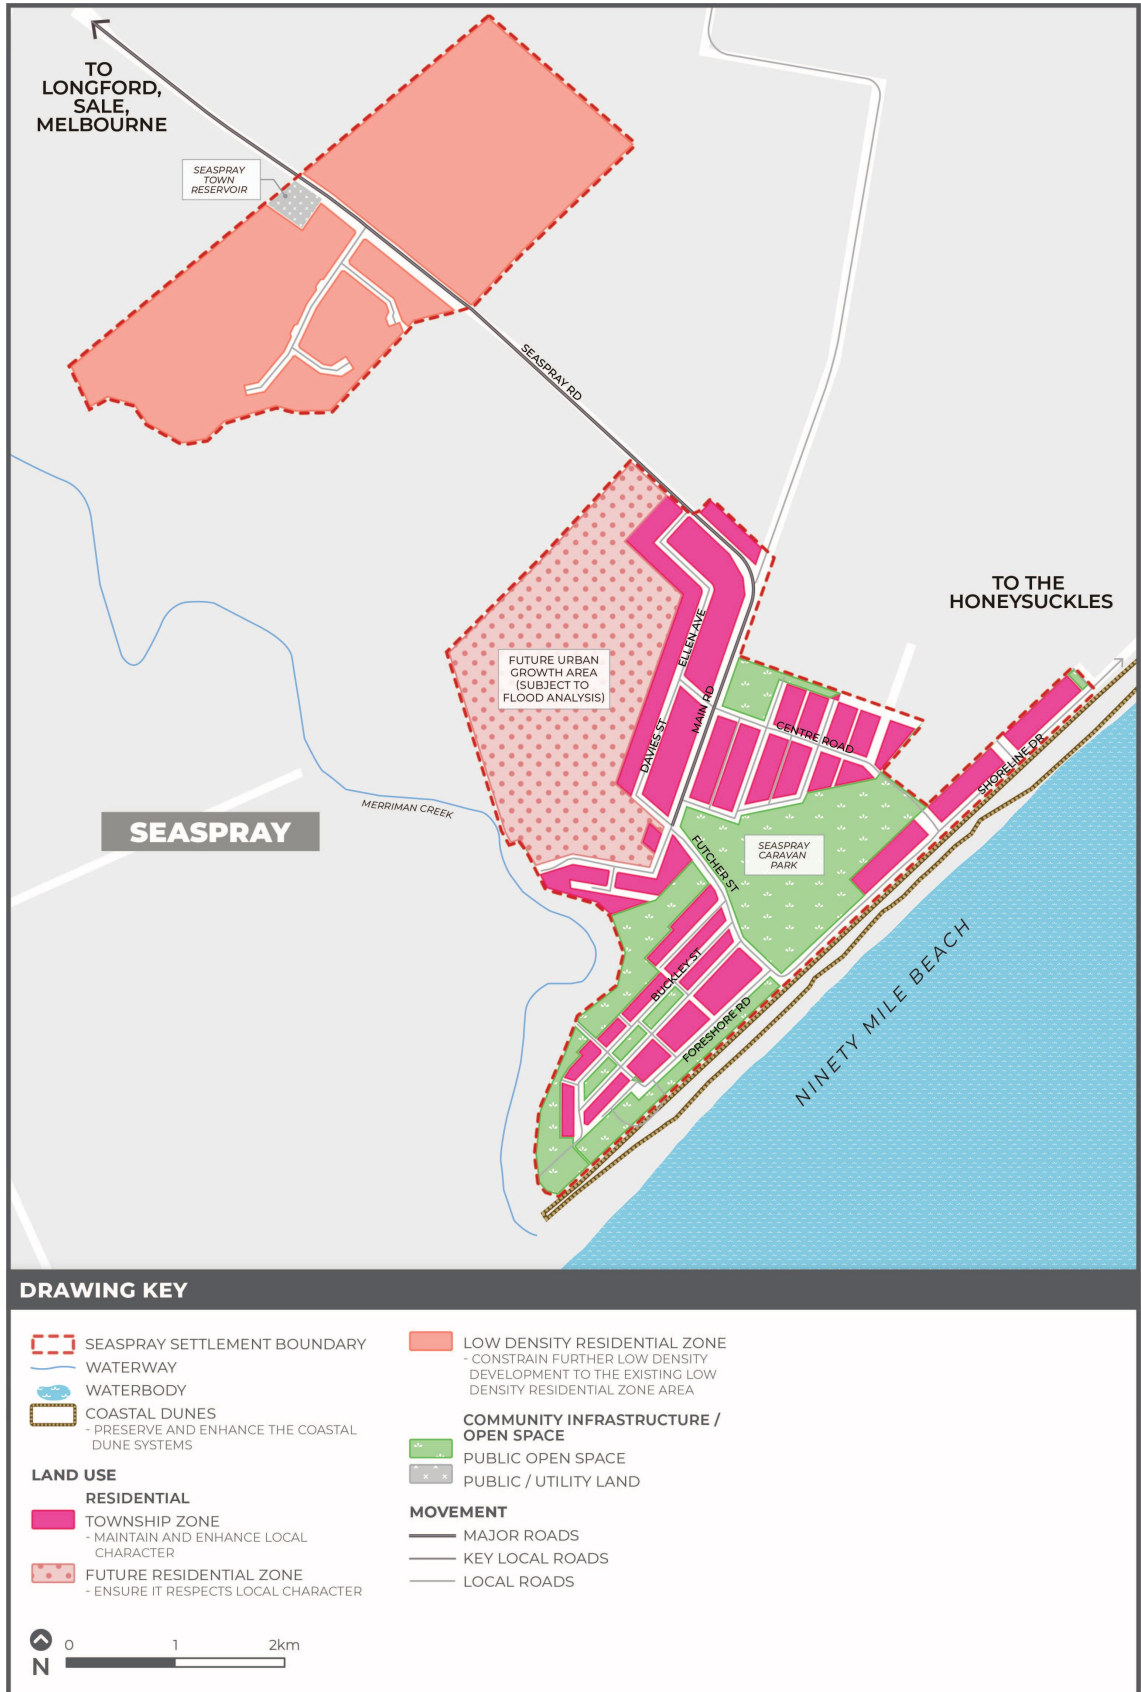 TO
LONGFORD,
SALE,
MELBOURNE
SEASPRAY
TOWN
RESERVOIR
SEASPRAY RD
TO THE
HONEYSUCKLES
FUTURE URBAN
GROWTH AREA
(SUBJECT TO
FLOOD ANALYSIS)
ELLEN AVE
MAIN RD
DAVIES ST
CENTRE ROAD
SHORELINE DR
MERRIMAN CREEK
SEASPRAY
FUTCHER ST
SEASPRAY
CARAVAN
PARK
BUCKLEY ST
FORESHORE RD
NINETY MILE BEACH
DRAWING KEY
SEASPRAY SETTLEMENT BOUNDARY
WATERWAY
WATERBODY
COASTAL DUNES
- PRESERVE AND ENHANCE THE COASTAL
DUNE SYSTEMS
LAND USE
RESIDENTIAL
TOWNSHIP ZONE
- MAINTAIN AND ENHANCE LOCAL
CHARACTER
FUTURE RESIDENTIAL ZONE
- ENSURE IT RESPECTS LOCAL CHARACTER
LOW DENSITY RESIDENTIAL ZONE
- CONSTRAIN FURTHER LOW DENSITY
DEVELOPMENT TO THE EXISTING LOW
DENSITY RESIDENTIAL ZONE AREA
COMMUNITY INFRASTRUCTURE /
OPEN SPACE
PUBLIC OPEN SPACE
PUBLIC / UTILITY LAND
MOVEMENT
MAJOR ROADS
KEY LOCAL ROADS
LOCAL ROADS
N
0 1 2km